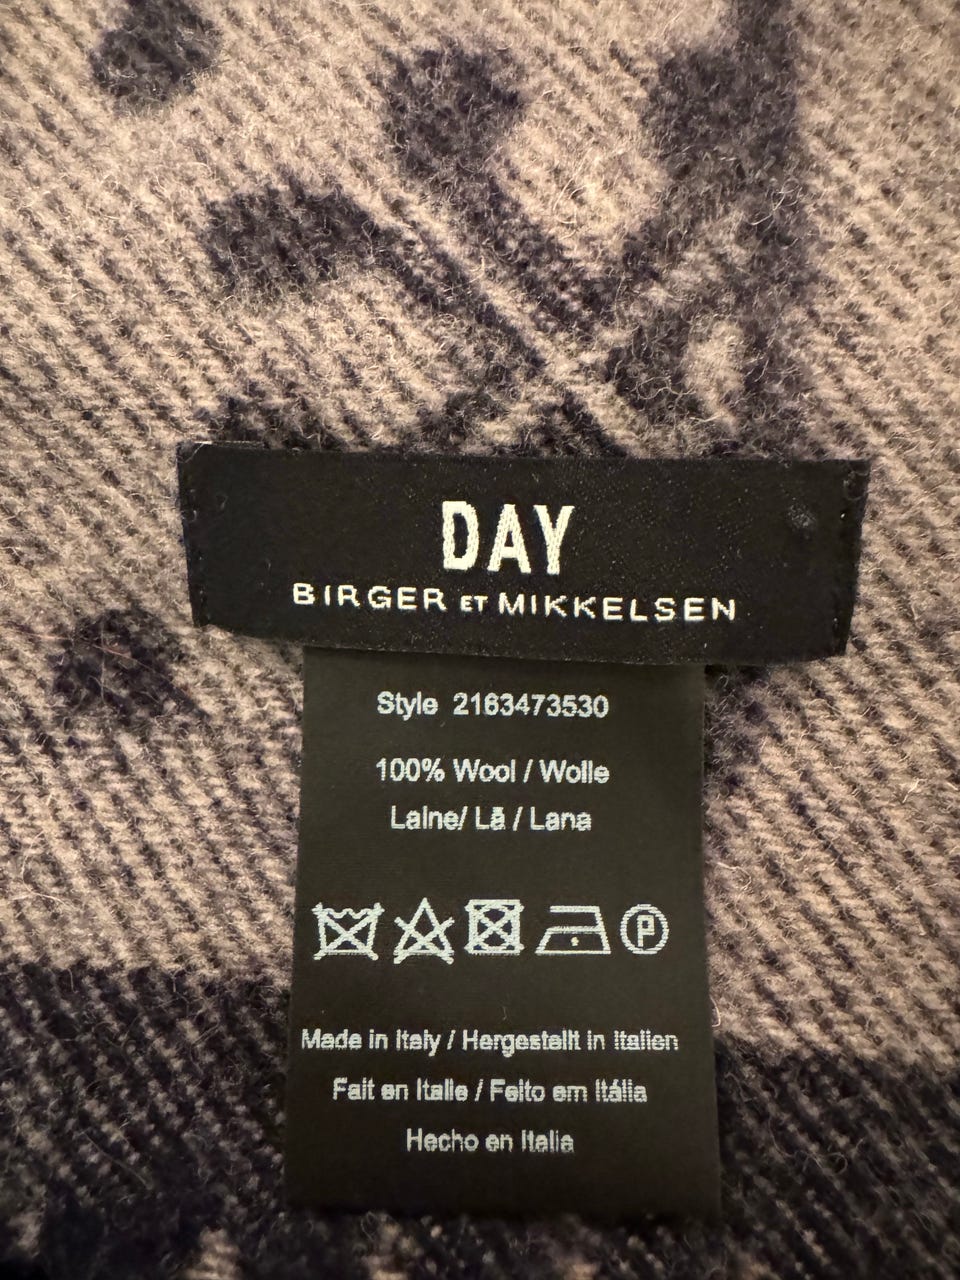 DAY
BIRGER ET MIKKELSEN
Style 2163473530
100% Wool / Wolle
Laine/ Lã / Lana
P
Made in Italy / Hergestellt in Italien
Fait en Italie / Feito em Itália
Hecho en Italia